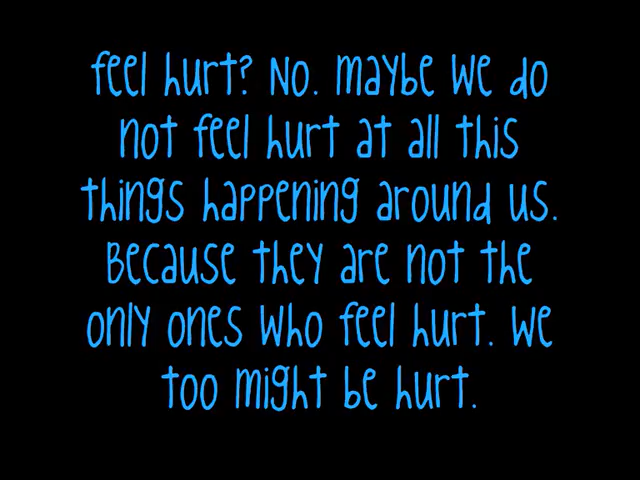 feel hurt? No. maybe we do
not feel hurt at all this
things happening around us.
Because they are not the
only ones who feel hurt. we
too might be hurt.